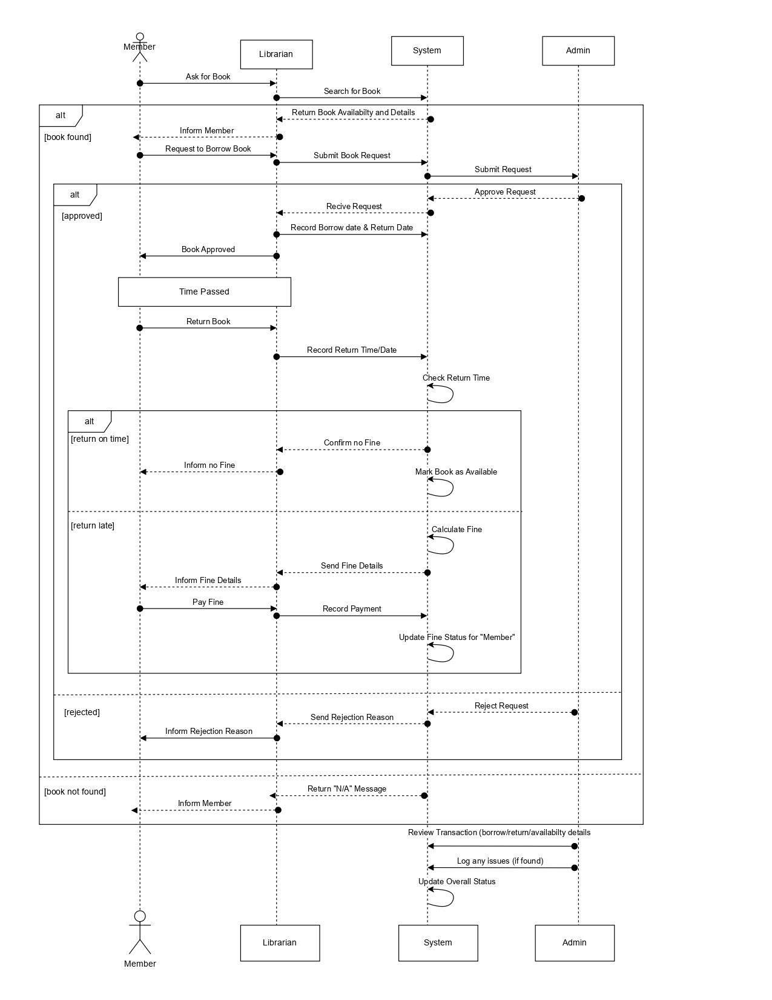 Member
Librarian
System
Admin
Ask for Book
Search for Book
alt
Return Book Availabilty and Details
[book found]
Inform Member
Request to Borrow Book
Submit Book Request
Submit Request
alt
Approve Request
[approved]
Recive Request
Record Borrow date & Return Date
Book Approved
Time Passed
Return Book
Record Return Time/Date
Check Return Time
alt
[return on time]
Confirm no Fine
Inform no Fine
Mark Book as Available
[return late]
Calculate Fine
Send Fine Details
Inform Fine Details
Pay Fine
Record Payment
Update Fine Status for "Member"
[rejected]
Reject Request
Send Rejection Reason
Inform Rejection Reason
[book not found]
Return "N/A" Message
Inform Member
Review Transaction (borrow/return/availabilty details
Log any issues (if found)
Update Overall Status
Librarian
System
Admin
Member